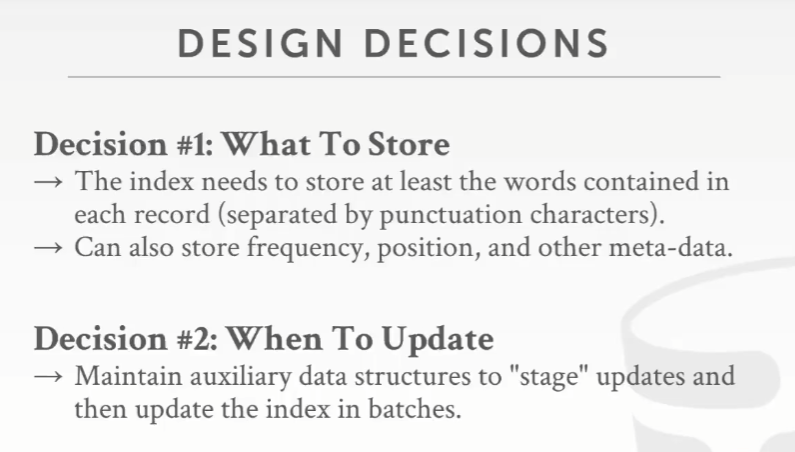 DESIGN DECISIONS
Decision #1: What To Store
→ The index needs to store at least the words contained in
each record (separated by punctuation characters).
→ Can also store frequency, position, and other meta-data.
Decision #2: When To Update
→ Maintain auxiliary data structures to "stage" updates and
then update the index in batches.